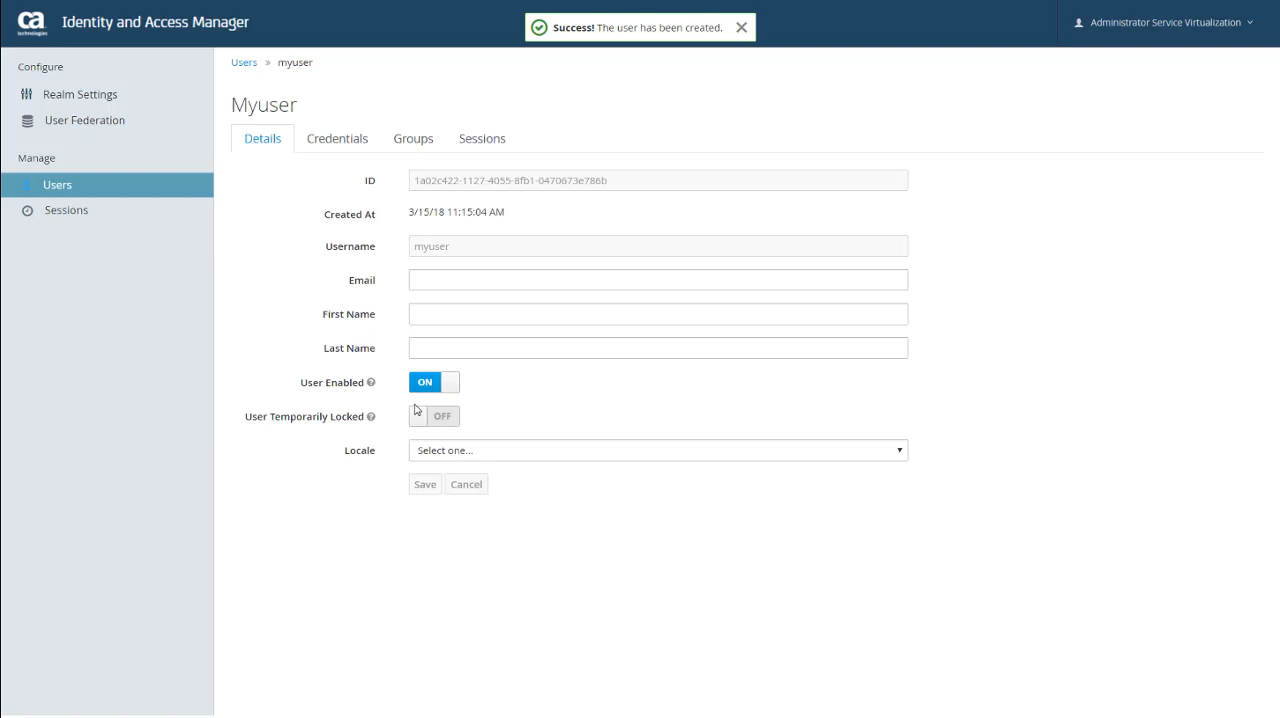 ca
technologies
Identity and Access Manager
Success! The user has been created.
Administrator Service Virtualization
Configure
Realm Settings
User Federation
Manage
Users
Sessions
Users » myuser
Myuser
Details Credentials Groups Sessions
ID 1a02c422-1127-4055-8fb1-0470673e786b
Created At 3/15/18 11:15:04 AM
Username myuser
Email
First Name
Last Name
User Enabled ON
User Temporarily Locked OFF
Locale Select one...
Save Cancel